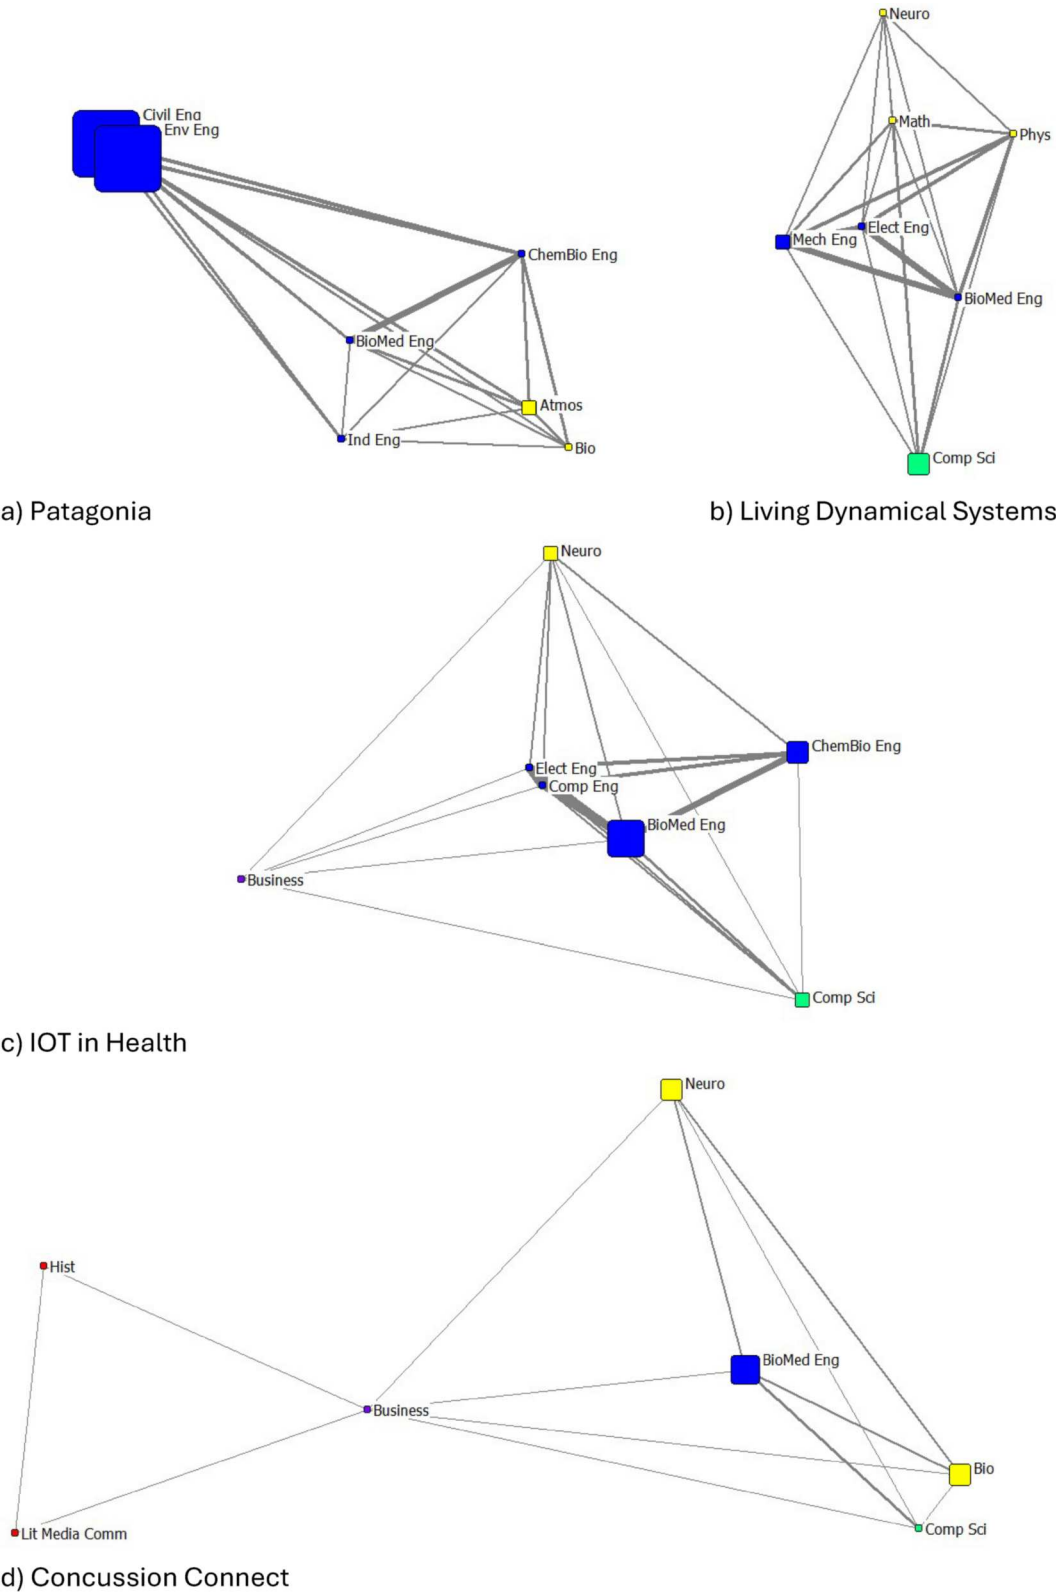 Neuro
Civil Eng
Env Eng
Math
Phys
Elect Eng
Mech Eng
ChemBio Eng
BioMed Eng
BioMed Eng
Atmos
Ind Eng
Bio
Comp Sci
a) Patagonia
b) Living Dynamical Systems
Neuro
ChemBio Eng
Elect Eng
Comp Eng
BioMed Eng
Business
Comp Sci
c) IOT in Health
Neuro
Hist
BioMed Eng
Business
Bio
Comp Sci
Lit Media Comm
d) Concussion Connect